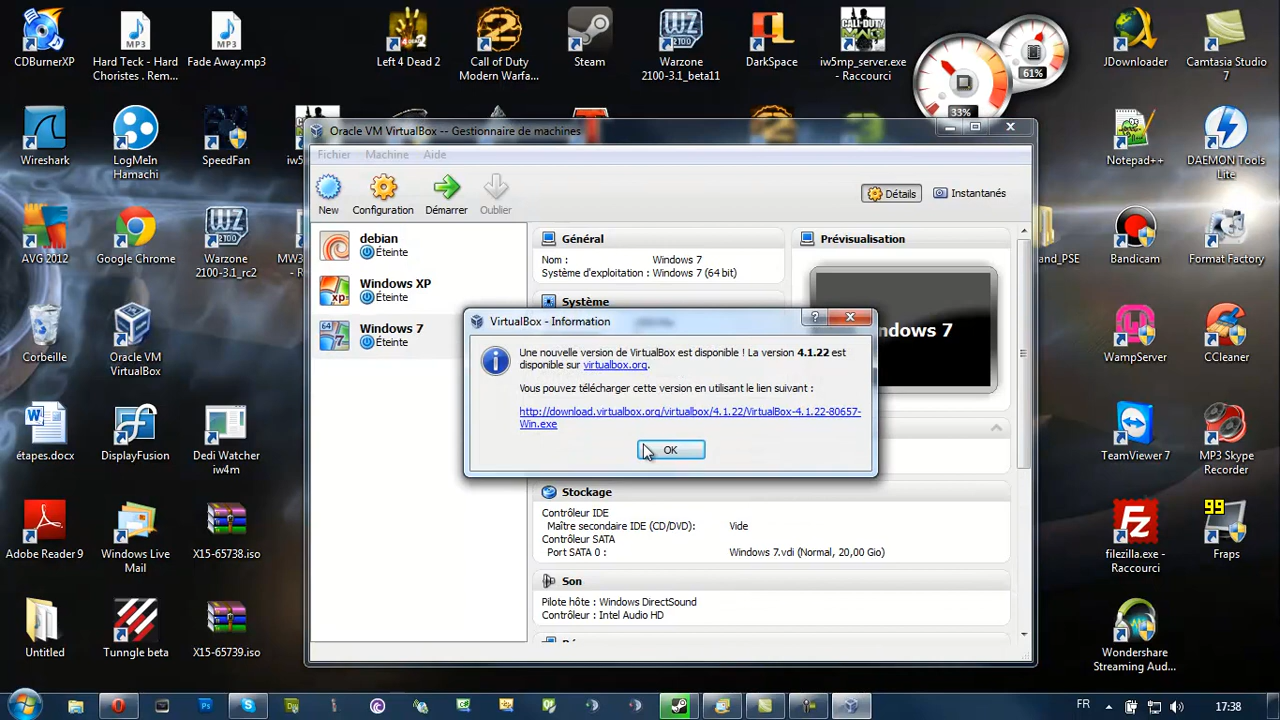 CDBurnerXP
Hard Teck - Hard
Choristes . Rem...
Fade Away.mp3
Left 4 Dead 2
Call of Duty
Modern Warfa...
Steam
WZ
2100
Warzone
2100-3.1_beta11
DarkSpace
iw5mp_server.exe
- Raccourci
61%
33%
JDownloader
Camtasia Studio
7
Wireshark
LogMeIn
Hamachi
SpeedFan
Notepad++
DAEMON Tools
Lite
AVG 2012
Google Chrome
WZ
2100
Warzone
2100-3.1_rc2
Bandicam
Format Factory
Corbeille
Oracle VM
VirtualBox
WampServer
CCleaner
étapes.docx
DisplayFusion
Dedi Watcher
iw4m
TeamViewer 7
MP3 Skype
Recorder
Adobe Reader 9
Windows Live
Mail
X15-65738.iso
filezilla.exe -
Raccourci
99
Fraps
Untitled
Tunngle beta
X15-65739.iso
Wondershare
Streaming Aud...
Oracle VM VirtualBox -- Gestionnaire de machines
Fichier Machine Aide
New Configuration Démarrer Oublier
Détails Instantanés
debian
Éteinte
Windows XP
Éteinte
Windows 7
Éteinte
Général
Nom : Windows 7
Système d'exploitation : Windows 7 (64 bit)
Système
Prévisualisation
ndows 7
VirtualBox - Information
Une nouvelle version de VirtualBox est disponible ! La version 4.1.22 est
disponible sur virtualbox.org.
Vous pouvez télécharger cette version en utilisant le lien suivant :
http://download.virtualbox.org/virtualbox/4.1.22/VirtualBox-4.1.22-80657-
Win.exe
OK
Stockage
Contrôleur IDE
Maître secondaire IDE (CD/DVD): Vide
Contrôleur SATA
Port SATA 0 : Windows 7.vdi (Normal, 20,00 Gio)
Son
Pilote hôte : Windows DirectSound
Contrôleur : Intel Audio HD
FR
17:38